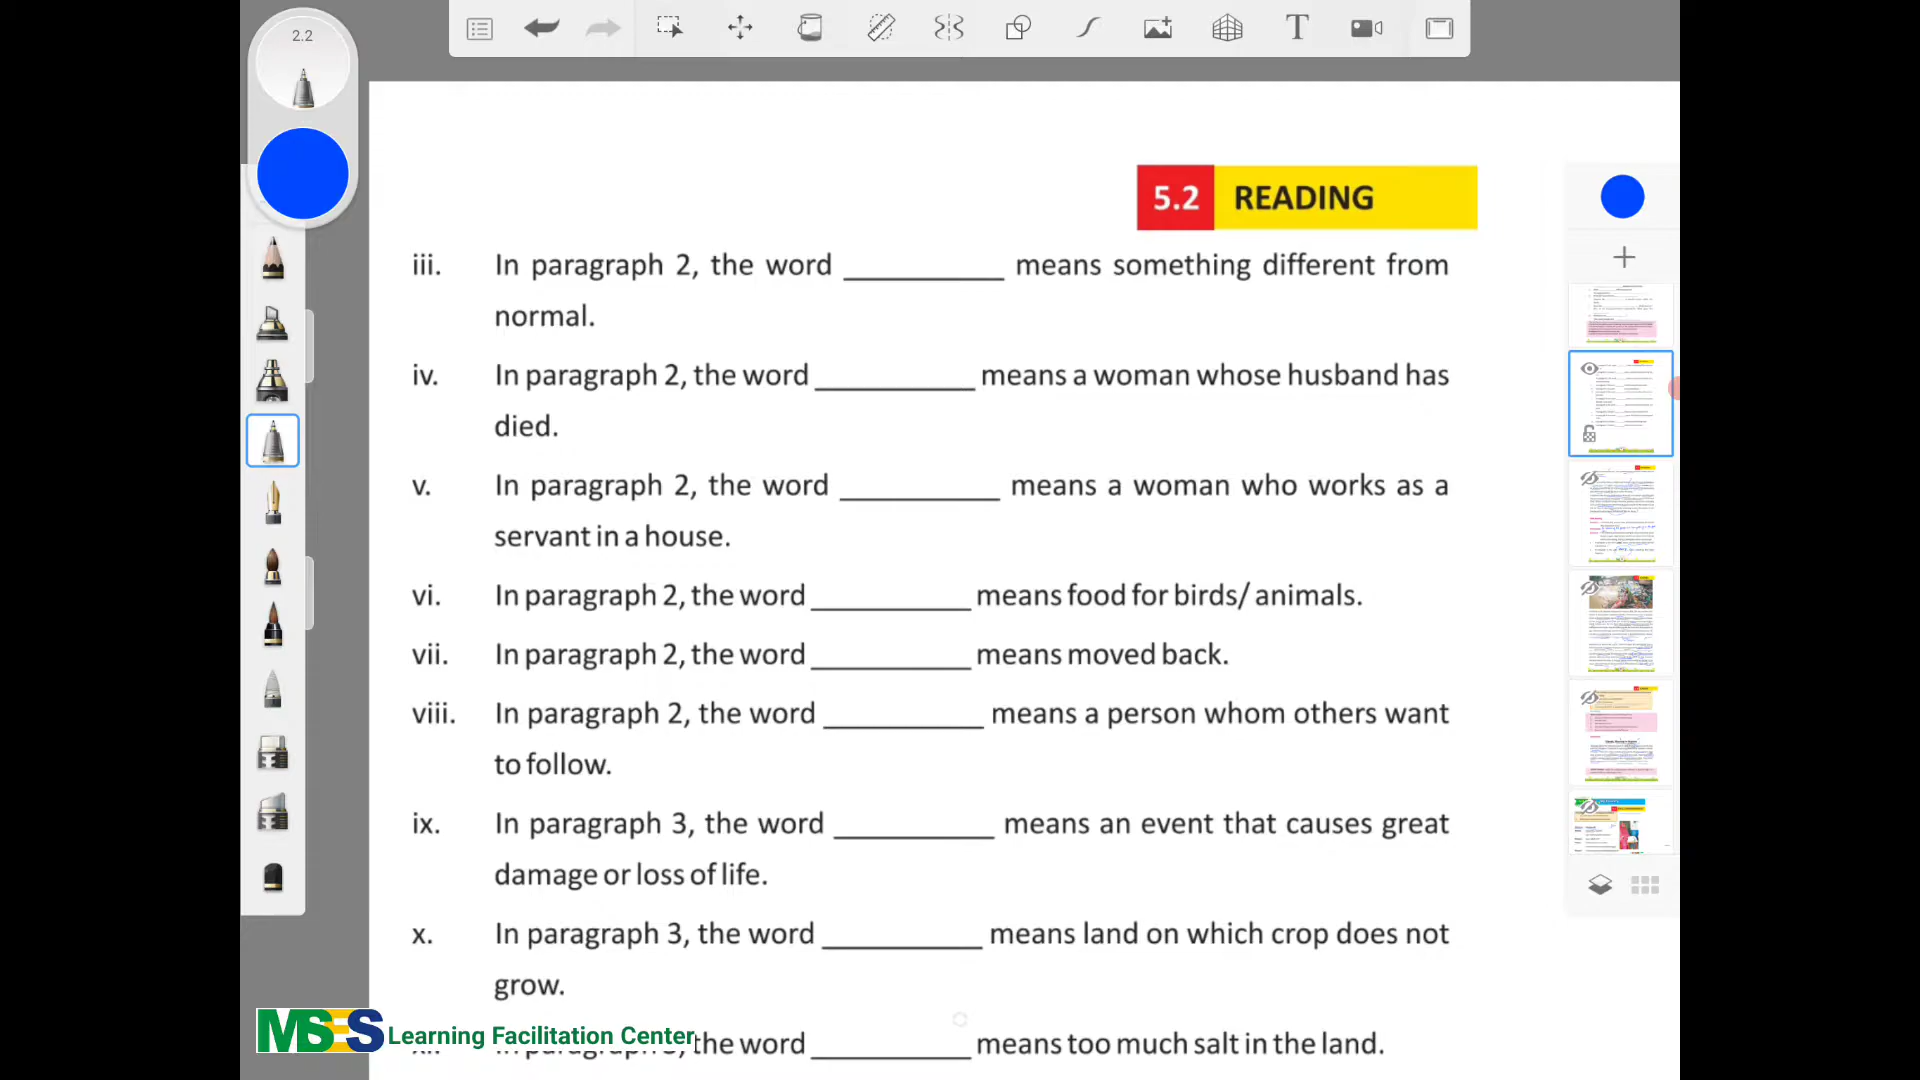 2.2
5.2 READING
iii. In paragraph 2, the word __________ means something different from
normal.
iv. In paragraph 2, the word __________ means a woman whose husband has
died.
v. In paragraph 2, the word __________ means a woman who works as a
servant in a house.
vi. In paragraph 2, the word __________ means food for birds/ animals.
vii. In paragraph 2, the word __________ means moved back.
viii. In paragraph 2, the word __________ means a person whom others want
to follow.
ix. In paragraph 3, the word __________ means an event that causes great
damage or loss of life.
x. In paragraph 3, the word __________ means land on which crop does not
grow.
MSES Learning Facilitation Center
the word __________ means too much salt in the land.